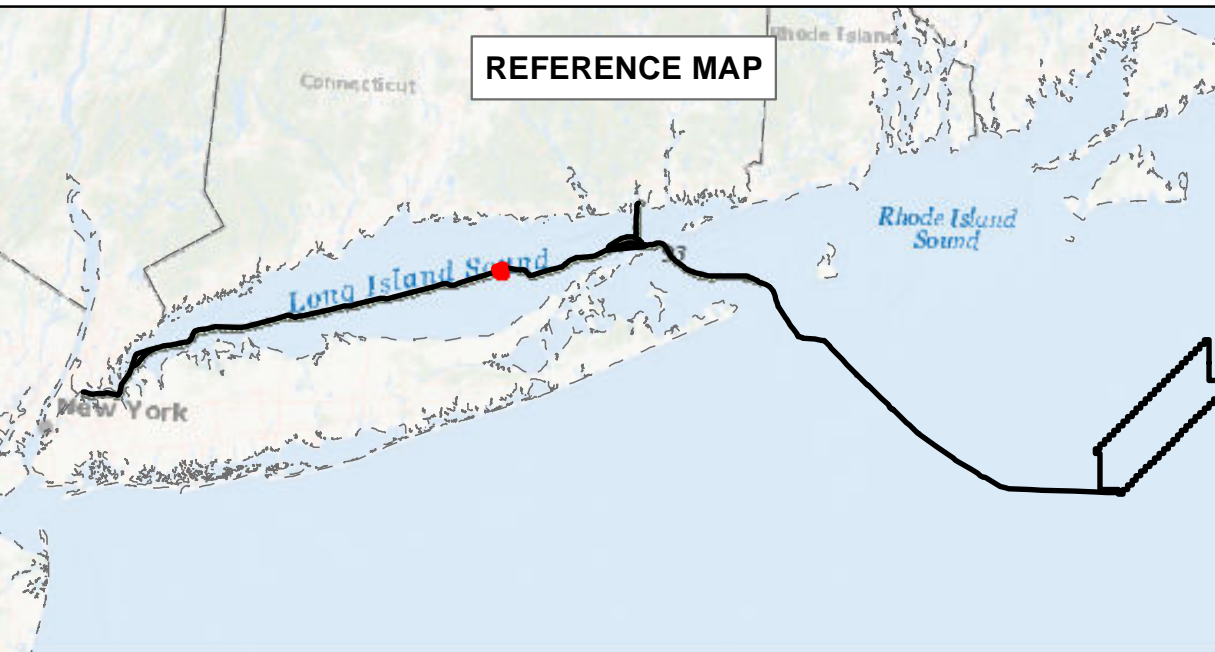 Rhode Island
REFERENCE MAP
Connecticut
Rhode Island
Sound
Long Island Sound
New York